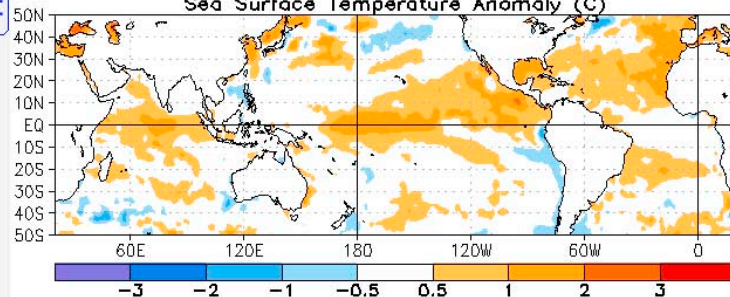 Sea Surface Temperature Anomaly (C)
50N
40N
30N
20N
10N
EQ
10S
20S
30S
40S
50S
60E 120E 180 120W 60W 0
-3 -2 -1 -0.5 0.5 1 2 3